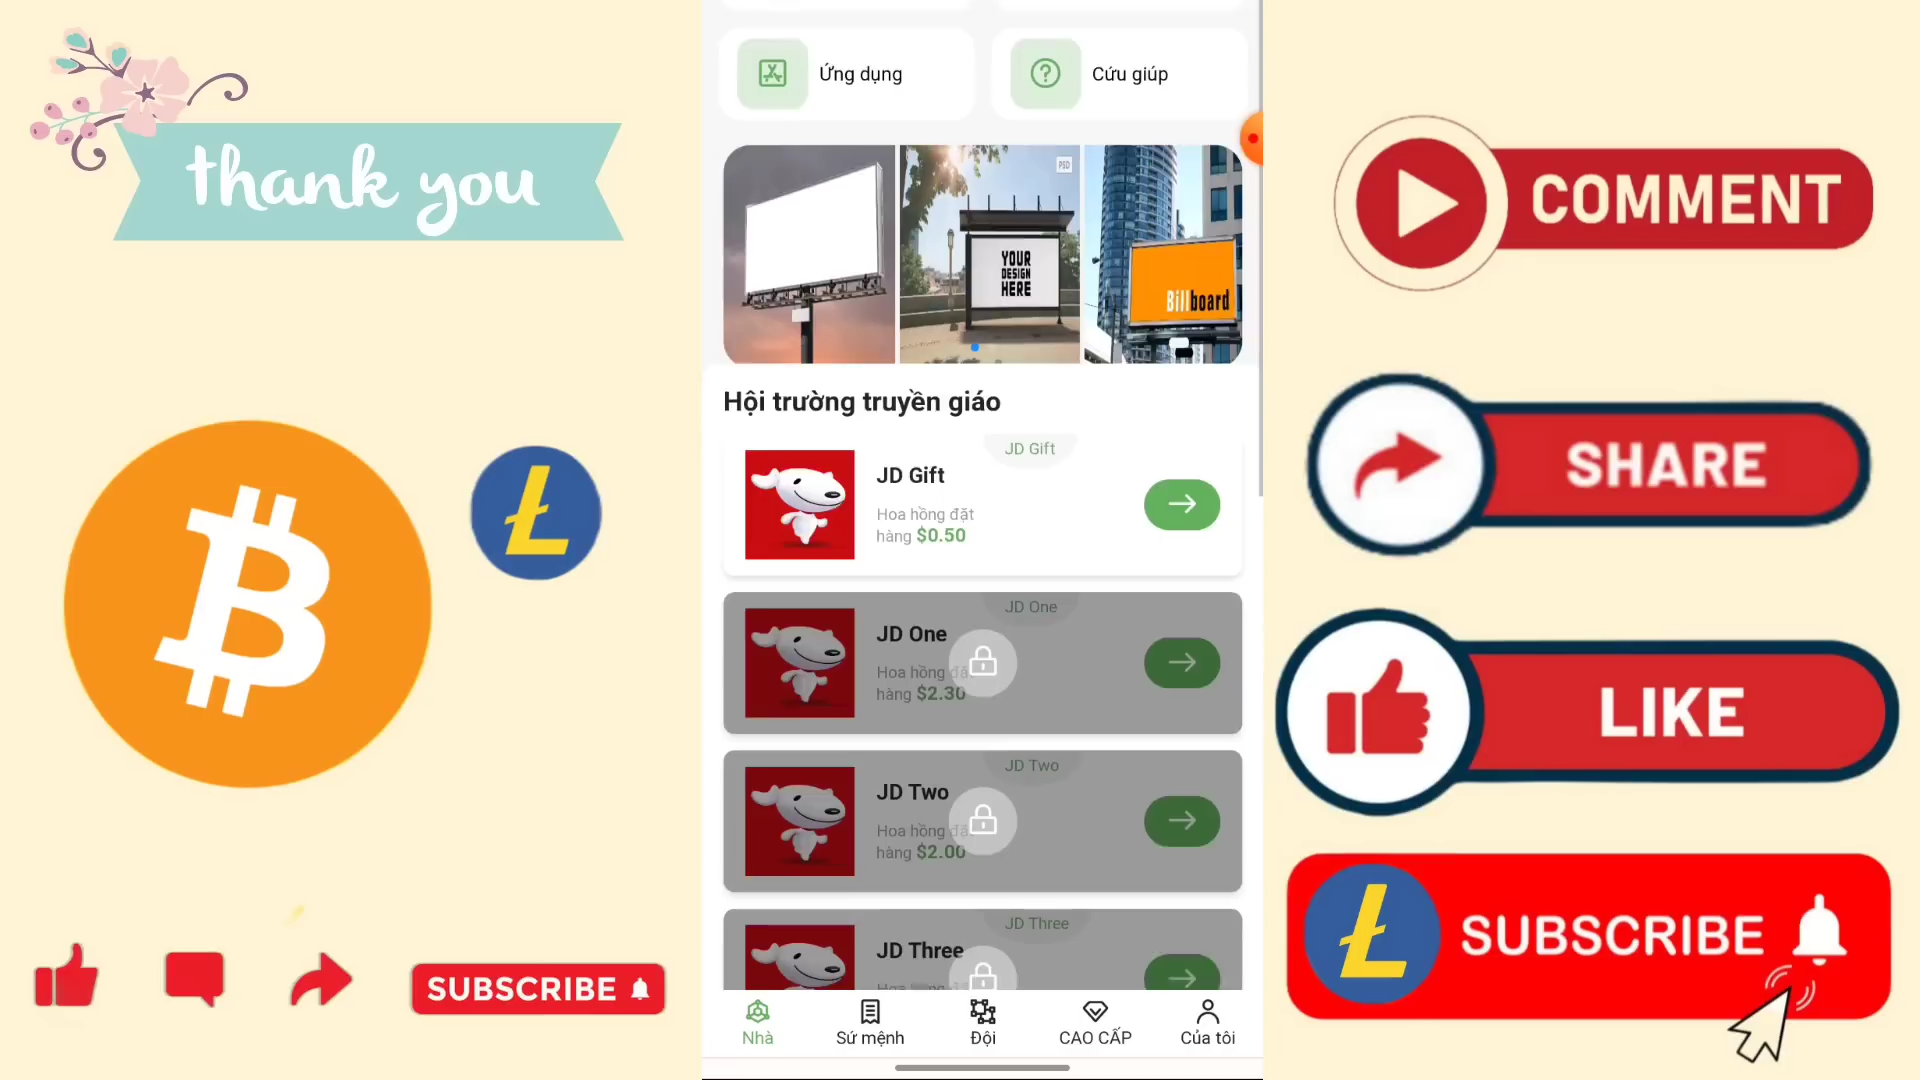 thank you
SUBSCRIBE
Ứng dụng
Cứu giúp
PSD
YOUR
DESIGN
HERE
Billboard
Hội trường truyền giáo
JD Gift
JD Gift
Hoa hồng đặt
hàng $0.50
JD One
JD One
Hoa hồng
hàng $2.30
JD Two
JD Two
Hoa hồng
hàng $2.00
JD Three
JD Three
Nhà
Sứ mệnh
Đội
CAO CẤP
Của tôi
COMMENT
SHARE
LIKE
SUBSCRIBE